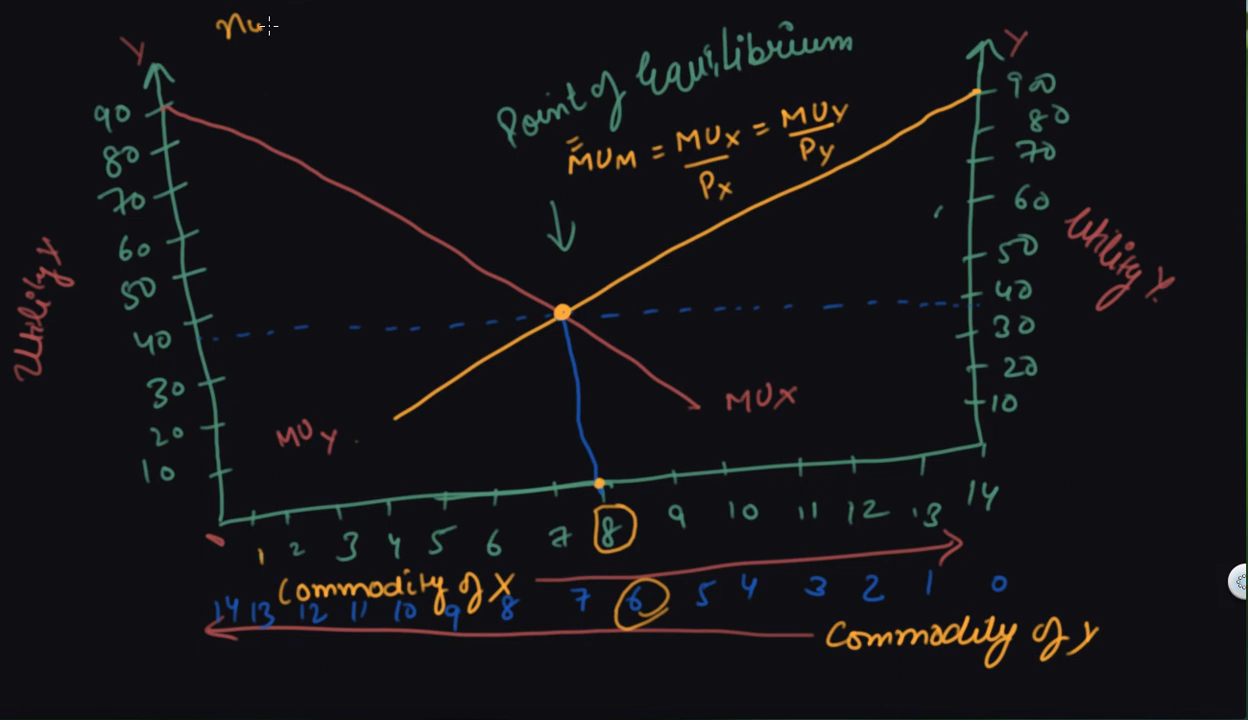 Mu
Y
Y
Point of Equilibrium
MUM = MUX / PX = MUY / Py
90
80
70
60
50
40
30
20
10
Utility X
900
80
70
60
50
40
30
20
10
Utility Y.
MUY
MUX
1 2 3 4 5 6 7 8 9 10 11 12 13 14
Commodity of X
14 13 12 11 10 9 8 7 6 5 4 3 2 1 0
Commodity of y